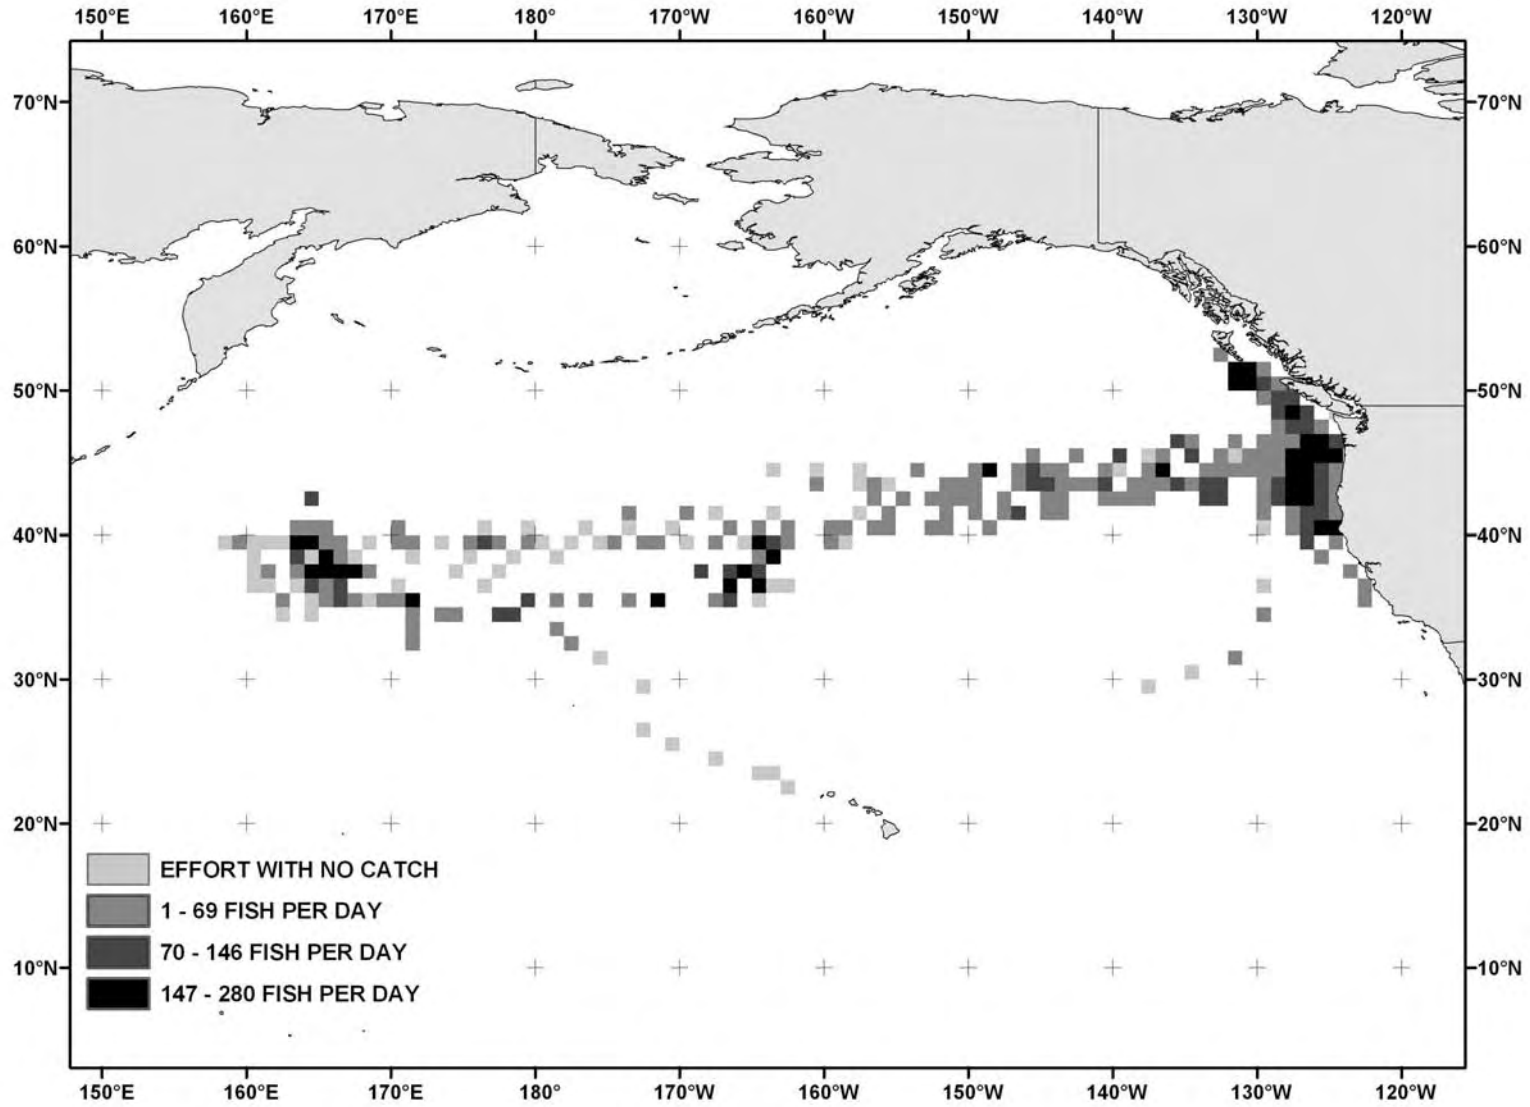 150°E 160°E 170°E 180° 170°W 160°W 150°W 140°W 130°W 120°W
70°N 70°N
60°N 60°N
50°N 50°N
40°N 40°N
30°N 30°N
20°N 20°N
EFFORT WITH NO CATCH
1 - 69 FISH PER DAY
70 - 146 FISH PER DAY
10°N 10°N
147 - 280 FISH PER DAY
150°E 160°E 170°E 180° 170°W 160°W 150°W 140°W 130°W 120°W